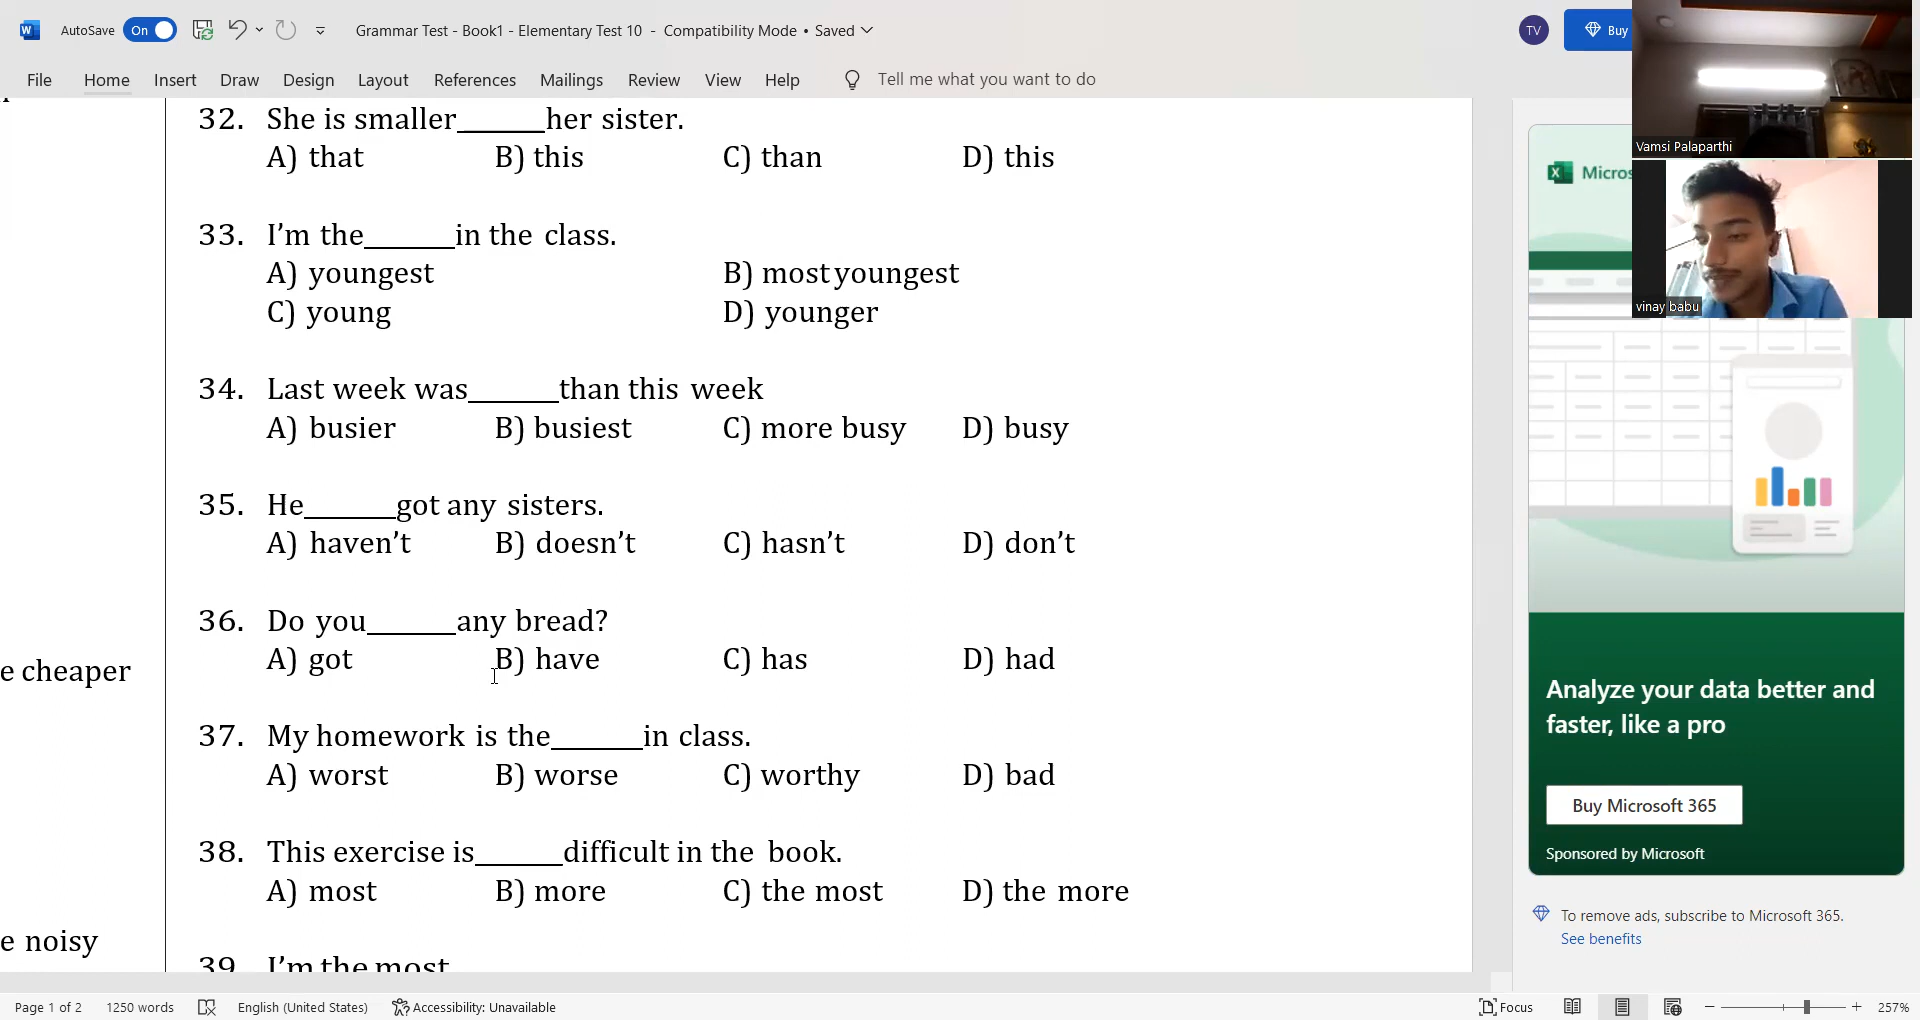 AutoSave On Grammar Test - Book1 - Elementary Test 10 - Compatibility Mode • Saved TV Buy
File Home Insert Draw Design Layout References Mailings Review View Help Tell me what you want to do
Vamsi Palaparthi
vinay babu
32. She is smaller______her sister.
A) that B) this C) than D) this
33. I’m the______in the class.
A) youngest B) most youngest
C) young D) younger
34. Last week was______than this week
A) busier B) busiest C) more busy D) busy
35. He______got any sisters.
A) haven’t B) doesn’t C) hasn’t D) don’t
36. Do you______any bread?
A) got B) have C) has D) had
e cheaper
37. My homework is the______in class.
A) worst B) worse C) worthy D) bad
38. This exercise is______difficult in the book.
A) most B) more C) the most D) the more
e noisy
39. I’m the most
Micros
Analyze your data better and
faster, like a pro
Buy Microsoft 365
Sponsored by Microsoft
To remove ads, subscribe to Microsoft 365.
See benefits
Page 1 of 2 1250 words English (United States) Accessibility: Unavailable Focus 257%